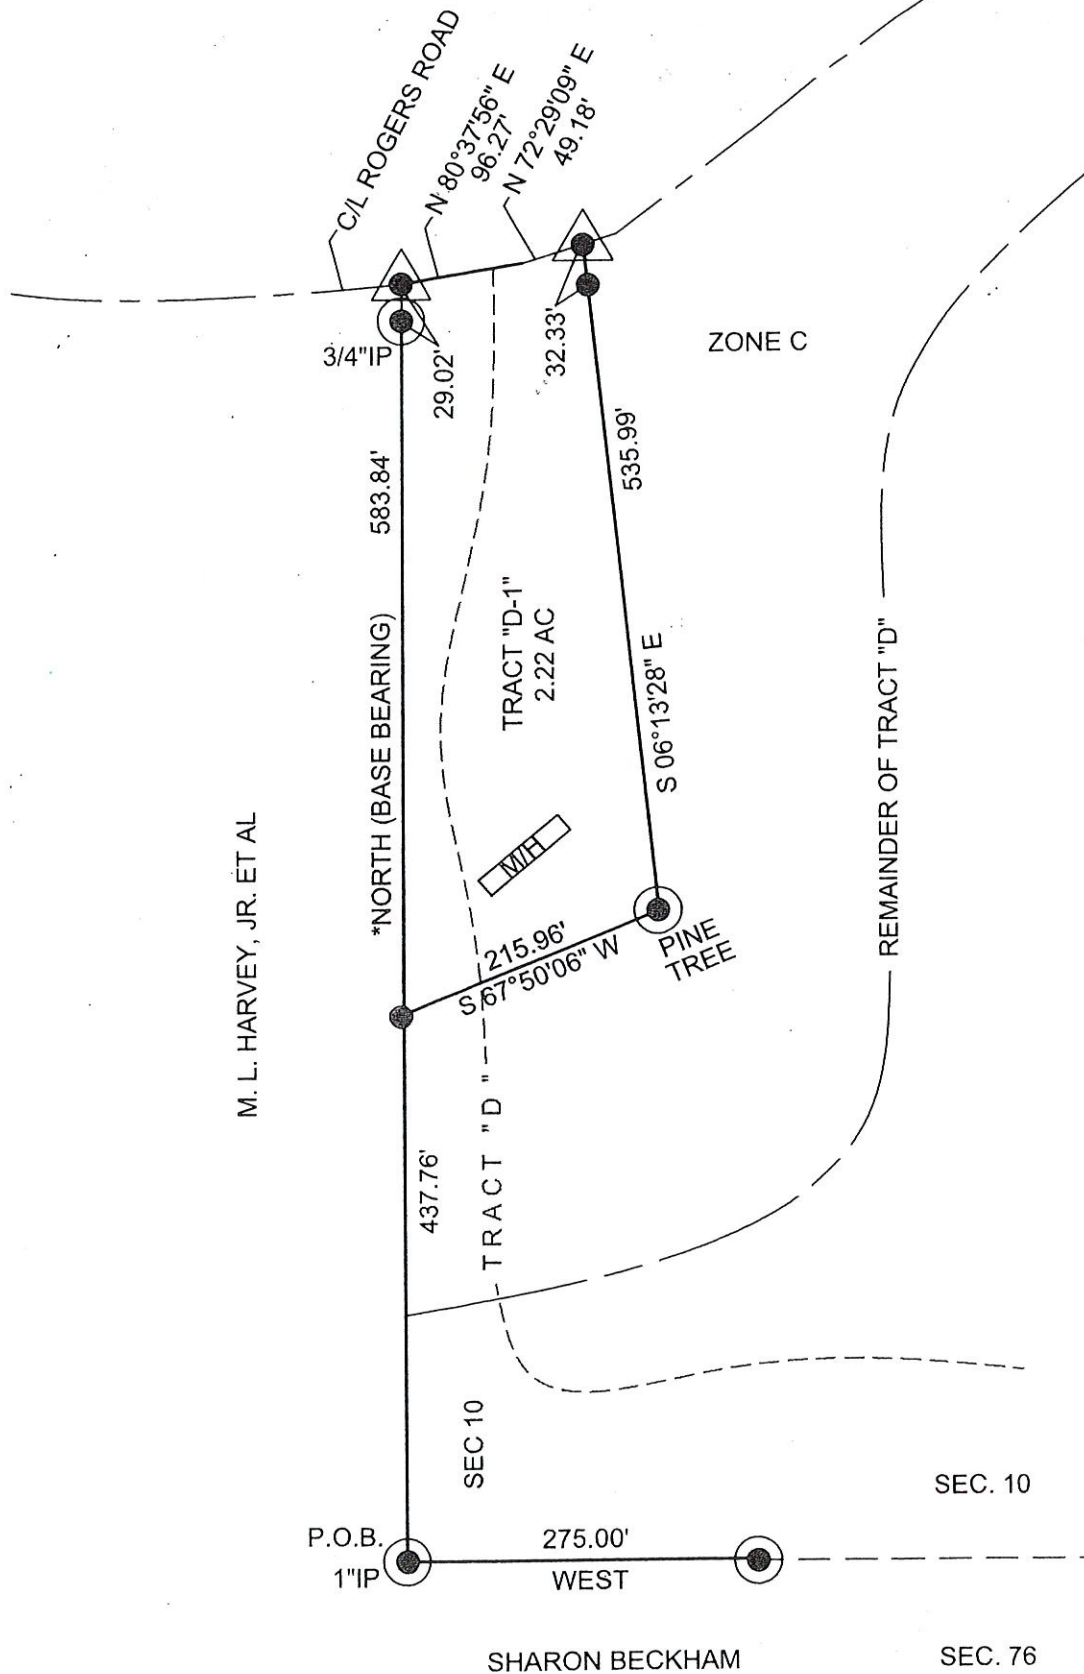 C/L ROGERS ROAD
N 80°37'56" E
96.27'
N 72°29'09" E
49.18'
3/4"IP
29.02'
32.33'
ZONE C
583.84'
535.99'
*NORTH (BASE BEARING)
TRACT "D-1"
2.22 AC
S 06°13'28" E
REMAINDER OF TRACT "D"
M. L. HARVEY, JR. ET AL
M/H
215.96'
S 67°50'06" W
PINE
TREE
437.76'
TRACT "D"
SEC 10
SEC. 10
P.O.B.
1"IP
275.00'
WEST
SHARON BECKHAM
SEC. 76